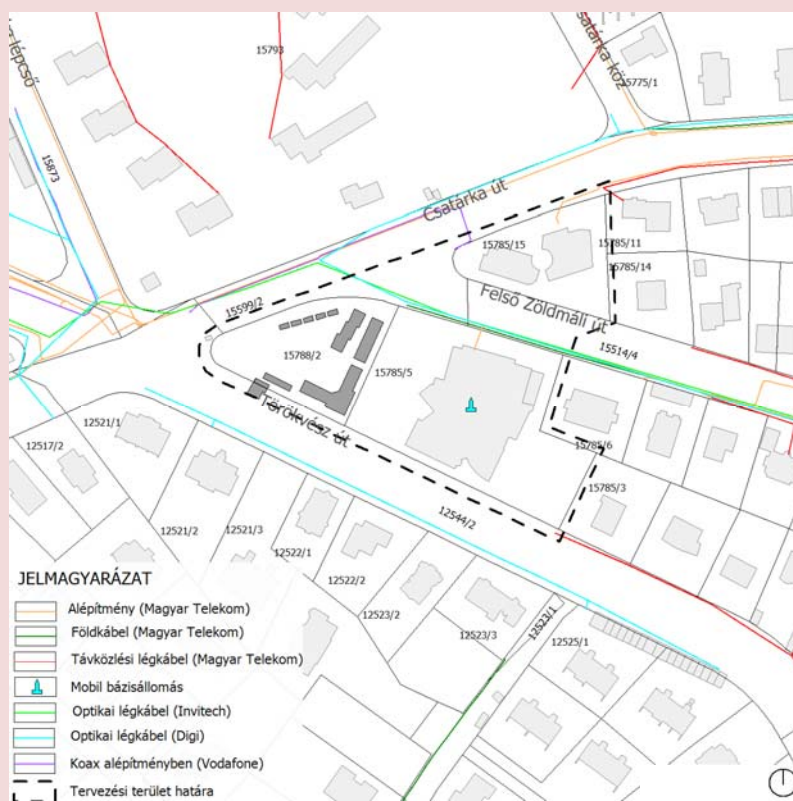 lépcső
15793
Csatárka köz
15775/1
15873
Csatárka út
15785/15
15785/11
15785/14
15599/2
Felső Zöldmáli út
15514/4
15788/2
15785/5
Törökvész út
12521/1
12517/2
15785/6
15785/3
12544/2
12521/2
12521/3
12522/1
12522/2
12523/2
12523/3
12523/1
12525/1
JELMAGYARÁZAT
Alépítmény (Magyar Telekom)
Földkábel (Magyar Telekom)
Távközlési légkábel (Magyar Telekom)
Mobil bázisállomás
Optikai légkábel (Invitech)
Optikai légkábel (Digi)
Koax alépítményben (Vodafone)
Tervezési terület határa